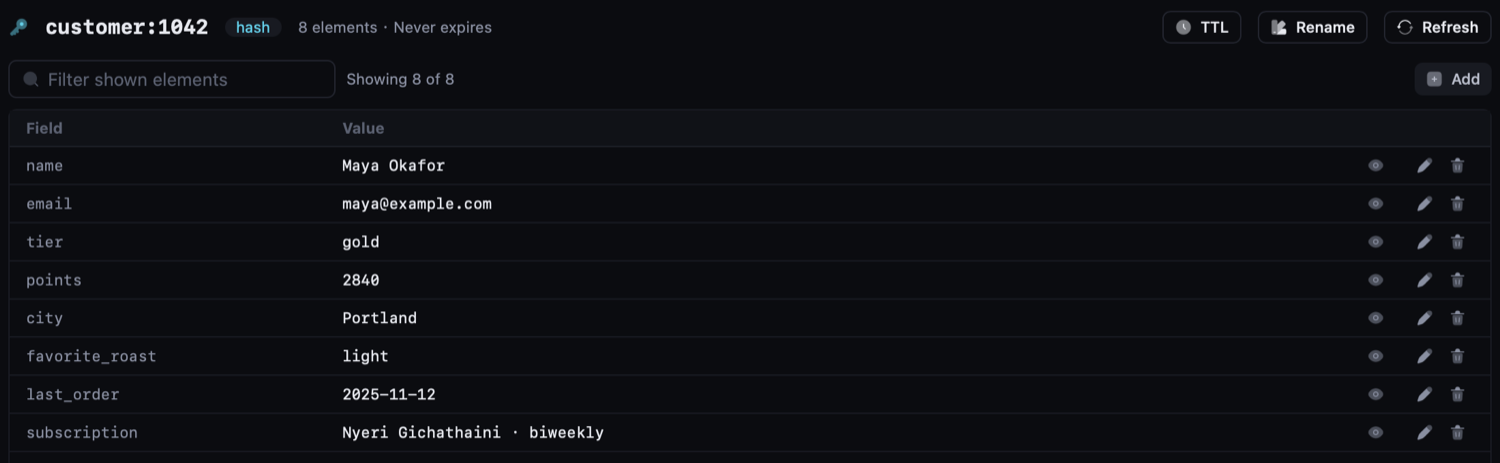 customer:1042 hash 8 elements · Never expires TTL Rename Refresh
Filter shown elements Showing 8 of 8 Add
Field Value
name Maya Okafor
email maya@example.com
tier gold
points 2840
city Portland
favorite_roast light
last_order 2025-11-12
subscription Nyeri Gichathaini · biweekly